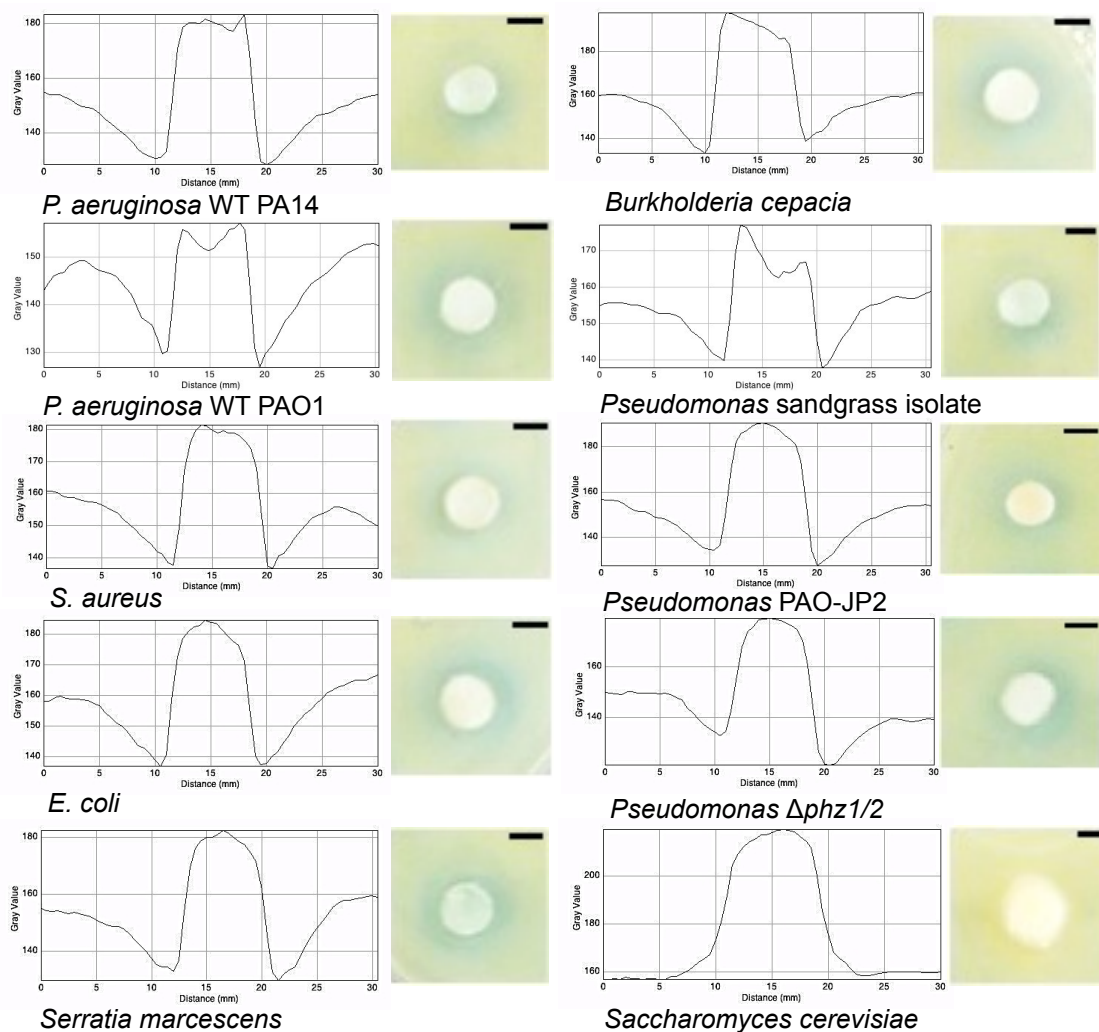 180
160
140
Gray Value
0 5 10 15 20 25 30
Distance (mm)
P. aeruginosa WT PA14
180
160
140
Gray Value
0 5 10 15 20 25 30
Distance (mm)
Burkholderia cepacia
150
140
130
Gray Value
0 5 10 15 20 25 30
Distance (mm)
P. aeruginosa WT PAO1
170
160
150
140
Gray Value
0 5 10 15 20 25 30
Distance (mm)
Pseudomonas sandgrass isolate
180
170
160
150
140
Gray Value
0 5 10 15 20 25 30
Distance (mm)
S. aureus
180
160
140
Gray Value
0 5 10 15 20 25 30
Distance (mm)
Pseudomonas PAO-JP2
180
170
160
150
140
Gray Value
0 5 10 15 20 25 30
Distance (mm)
E. coli
160
140
Gray Value
0 5 10 15 20 25 30
Distance (mm)
Pseudomonas Δphz1/2
180
160
140
Gray Value
0 5 10 15 20 25 30
Distance (mm)
Serratia marcescens
200
180
160
Gray Value
0 5 10 15 20 25 30
Distance (mm)
Saccharomyces cerevisiae